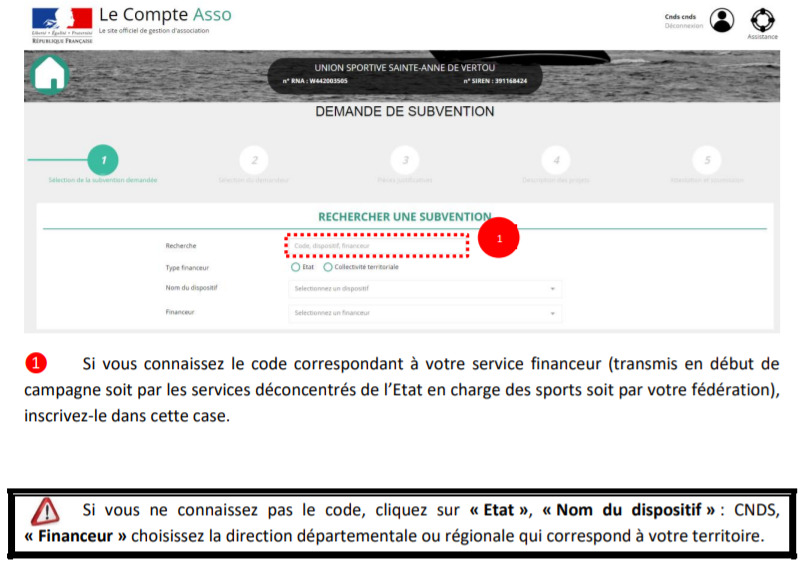 Le Compte Asso
Le site officiel de gestion d'association
Liberté • Égalité • Fraternité
RÉPUBLIQUE FRANÇAISE
Cnds cnds
Déconnexion
Assistance
UNION SPORTIVE SAINTE-ANNE DE VERTOU
n° RNA : W442003505 n° SIREN : 391168424
DEMANDE DE SUBVENTION
1 2 3 4 5
Sélection de la subvention demandée Sélection du demandeur Pièces justificatives Description des projets Attestation et soumission
RECHERCHER UNE SUBVENTION
1
Recherche Code, dispositif, financeur
Type financeur Etat Collectivité territoriale
Nom du dispositif Selectionnez un dispositif
Financeur Selectionnez un financeur
1 Si vous connaissez le code correspondant à votre service financeur (transmis en début de
campagne soit par les services déconcentrés de l'Etat en charge des sports soit par votre fédération),
inscrivez-le dans cette case.
Si vous ne connaissez pas le code, cliquez sur « Etat », « Nom du dispositif » : CNDS,
« Financeur » choisissez la direction départementale ou régionale qui correspond à votre territoire.